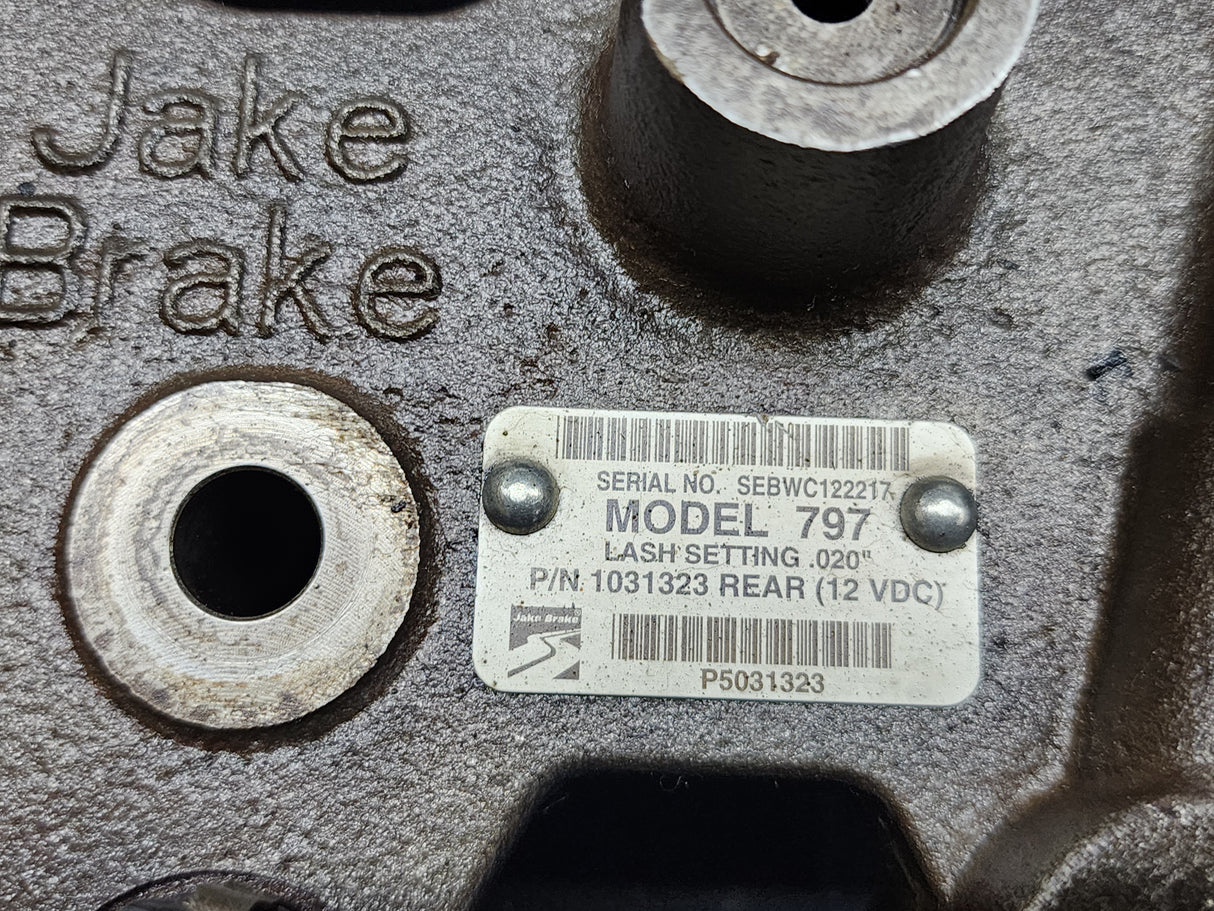 Jake
Brake
SERIAL NO. SEBWC122217
MODEL 797
LASH SETTING .020"
P/N 1031323 REAR (12 VDC)
Jake Brake
P5031323